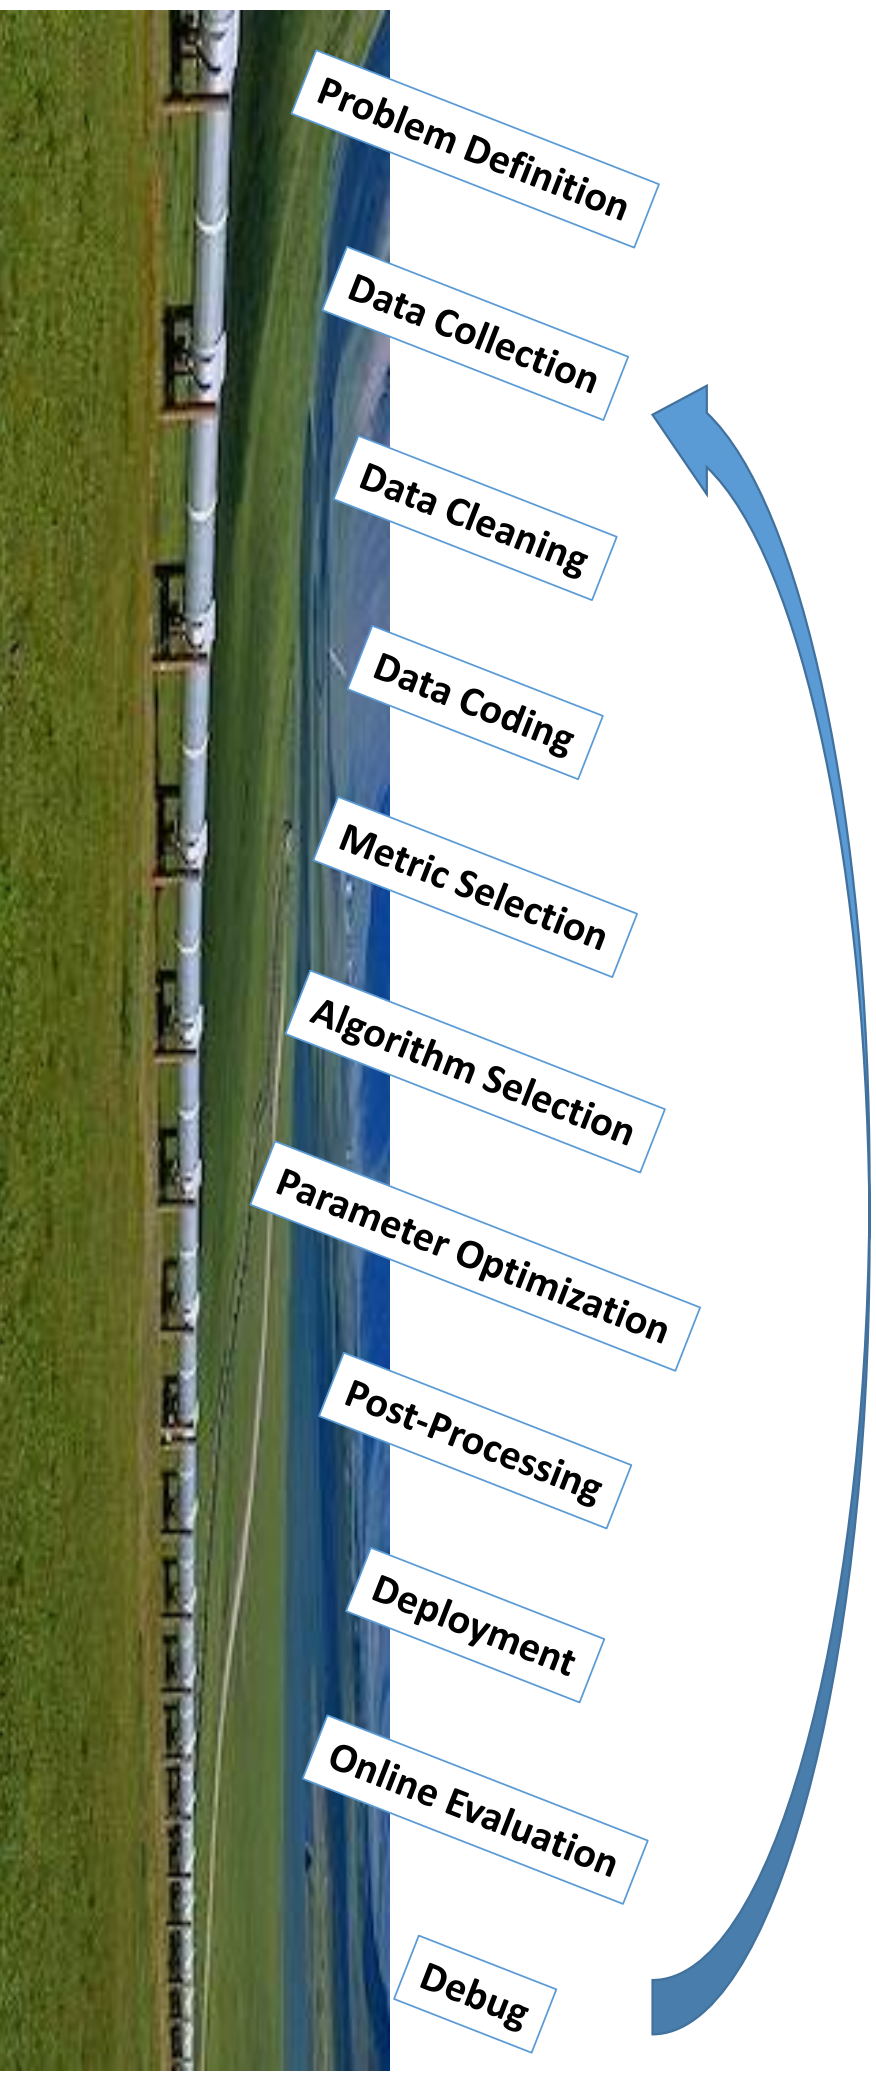 Problem Definition
Data Collection
Data Cleaning
Data Coding
Metric Selection
Algorithm Selection
Parameter Optimization
Post-Processing
Deployment
Online Evaluation
Debug